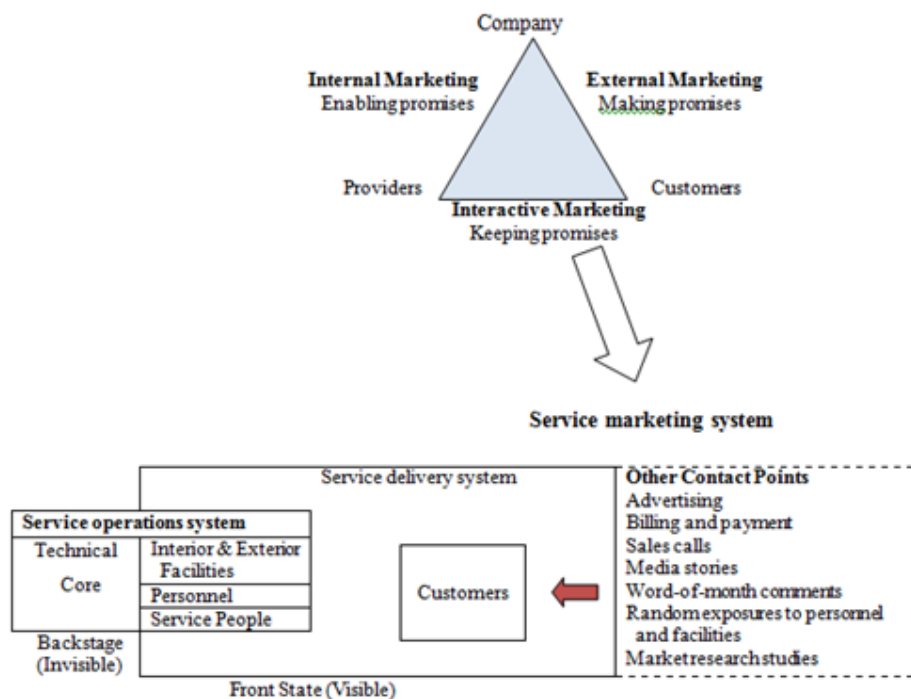 Company
Internal Marketing
Enabling promises
External Marketing
Making promises
Providers
Customers
Interactive Marketing
Keeping promises
Service marketing system
Service delivery system
Service operations system
Technical
Core
Interior & Exterior
Facilities
Personnel
Service People
Backstage
(Invisible)
Customers
Other Contact Points
Advertising
Billing and payment
Sales calls
Media stories
Word-of-month comments
Random exposures to personnel
and facilities
Market research studies
Front State (Visible)